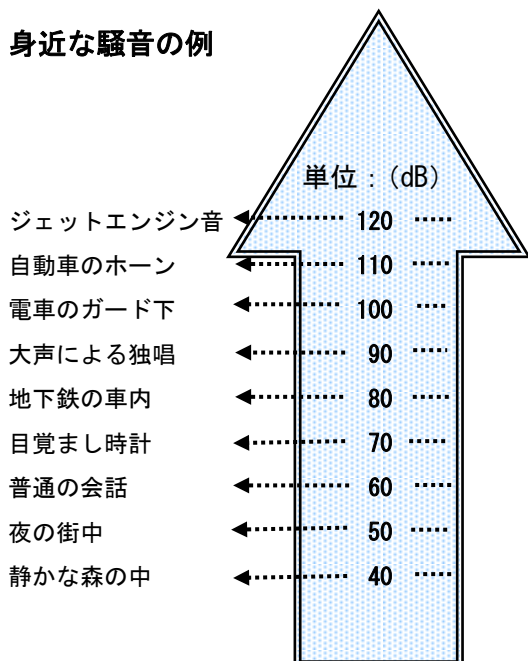 身近な騒音の例
単位：(dB)
ジェットエンジン音 120
自動車のホーン 110
電車のガード下 100
大声による独唱 90
地下鉄の車内 80
目覚まし時計 70
普通の会話 60
夜の街中 50
静かな森の中 40